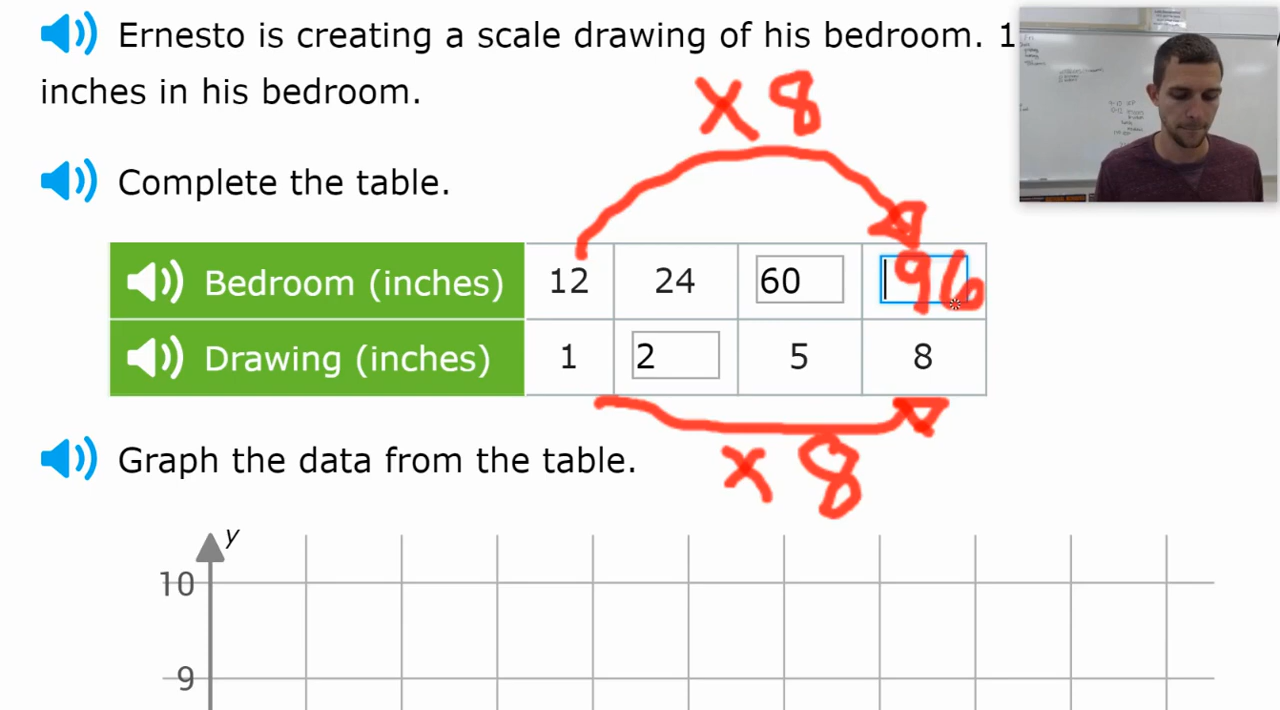 Ernesto is creating a scale drawing of his bedroom. 1
inches in his bedroom.
x 8
Complete the table.
Bedroom (inches) 12 24 60 96
Drawing (inches) 1 2 5 8
x 8
Graph the data from the table.
y
10
9